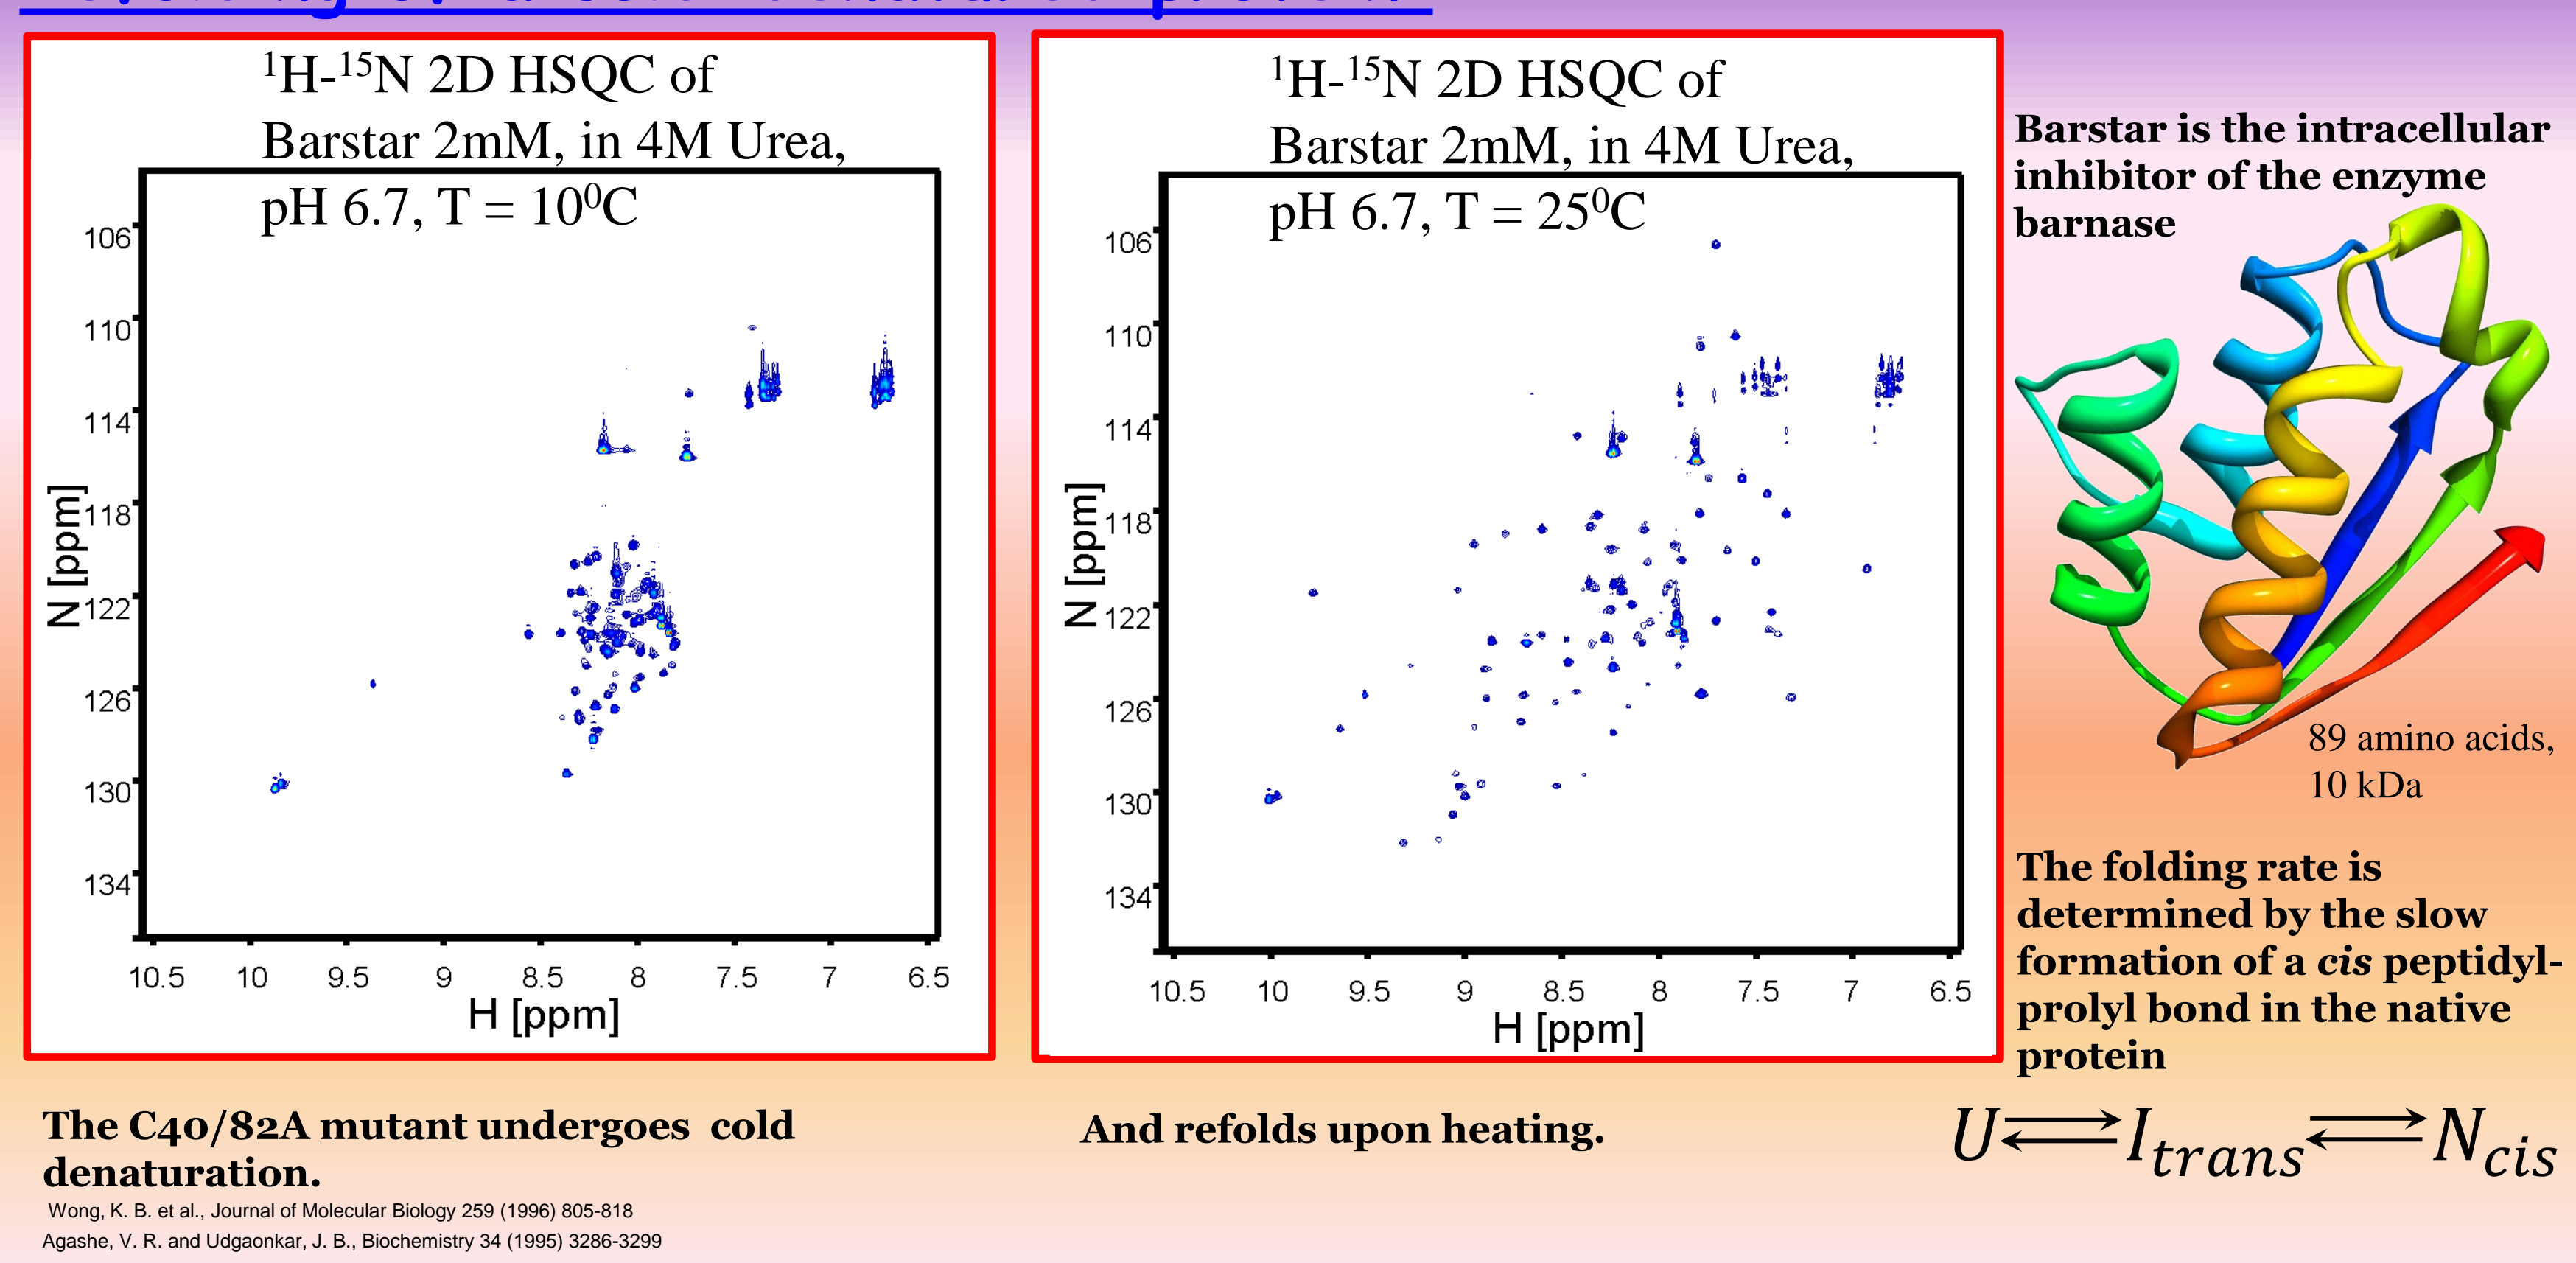 ¹H-¹⁵N 2D HSQC of
Barstar 2mM, in 4M Urea,
pH 6.7, T = 10⁰C
106
110
114
118
122
126
130
134
N [ppm]
10.5 10 9.5 9 8.5 8 7.5 7 6.5
H [ppm]
¹H-¹⁵N 2D HSQC of
Barstar 2mM, in 4M Urea,
pH 6.7, T = 25⁰C
106
110
114
118
122
126
130
134
N [ppm]
10.5 10 9.5 9 8.5 8 7.5 7 6.5
H [ppm]
Barstar is the intracellular
inhibitor of the enzyme
barnase
89 amino acids,
10 kDa
The folding rate is
determined by the slow
formation of a cis peptidyl-
prolyl bond in the native
protein
U⇌I_trans⇌N_cis
The C40/82A mutant undergoes cold
denaturation.
And refolds upon heating.
Wong, K. B. et al., Journal of Molecular Biology 259 (1996) 805-818
Agashe, V. R. and Udgaonkar, J. B., Biochemistry 34 (1995) 3286-3299